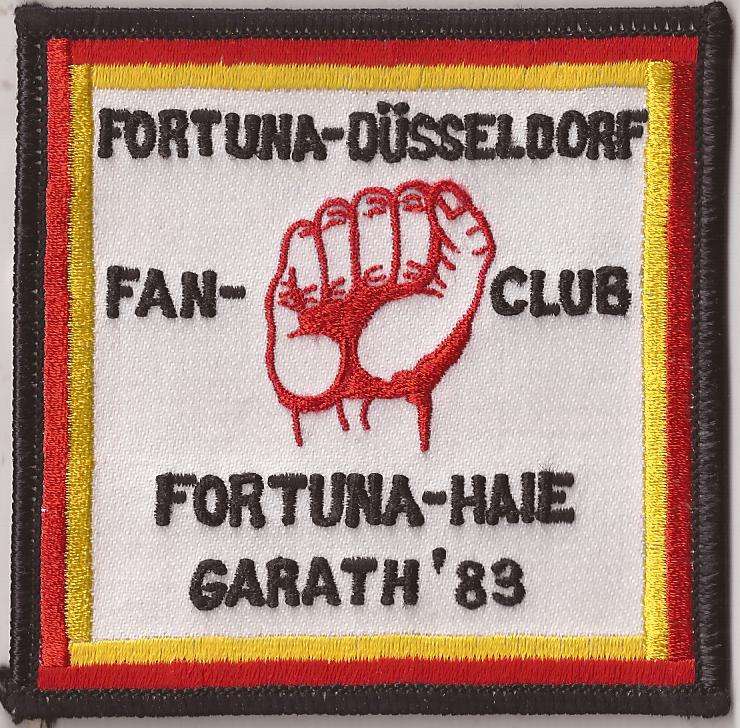 FORTUNA-DÜSSELDORF
FAN- CLUB
FORTUNA-HAIE
GARATH '83